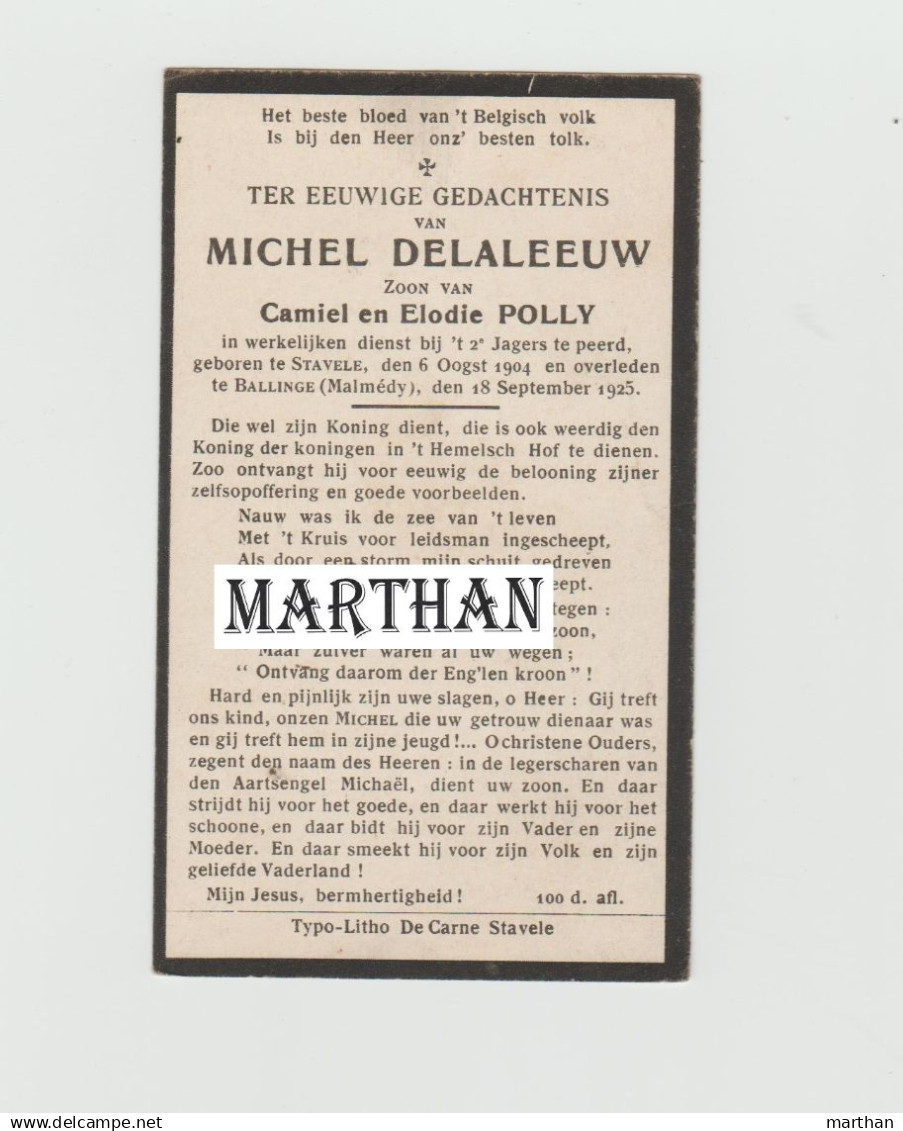 Het beste bloed van 't Belgisch volk
Is bij den Heer onz' besten tolk.
✠
TER EEUWIGE GEDACHTENIS
VAN
MICHEL DELALEEUW
ZOON VAN
Camiel en Elodie POLLY
in werkelijken dienst bij 't 2e Jagers te peerd,
geboren te STAVELE, den 6 Oogst 1904 en overleden
te BALLINGE (Malmédy), den 18 September 1925.
Die wel zijn Koning dient, die is ook weerdig den
Koning der koningen in 't Hemelsch Hof te dienen.
Zoo ontvangt hij voor eeuwig de belooning zijner
zelfsopoffering en goede voorbeelden.
Nauw was ik de zee van 't leven
Met 't Kruis voor leidsman ingescheept,
Als door een storm mijn schuit gedreven
MARTHAN
tegen :
zoon,
Maar zuiver waren al uw wegen ;
“ Ontvang daarom der Eng'len kroon ” !
Hard en pijnlijk zijn uwe slagen, o Heer : Gij treft
ons kind, onzen MICHEL die uw getrouw dienaar was
en gij treft hem in zijne jeugd !... O christene Ouders,
zegent den naam des Heeren : in de legerscharen van
den Aartsengel Michaël, dient uw zoon. En daar
strijdt hij voor het goede, en daar werkt hij voor het
schoone, en daar bidt hij voor zijn Vader en zijne
Moeder. En daar smeekt hij voor zijn Volk en zijn
geliefde Vaderland !
Mijn Jesus, bermhertigheid ! 100 d. afl.
Typo-Litho De Carne Stavele
delcampe.net
marthan